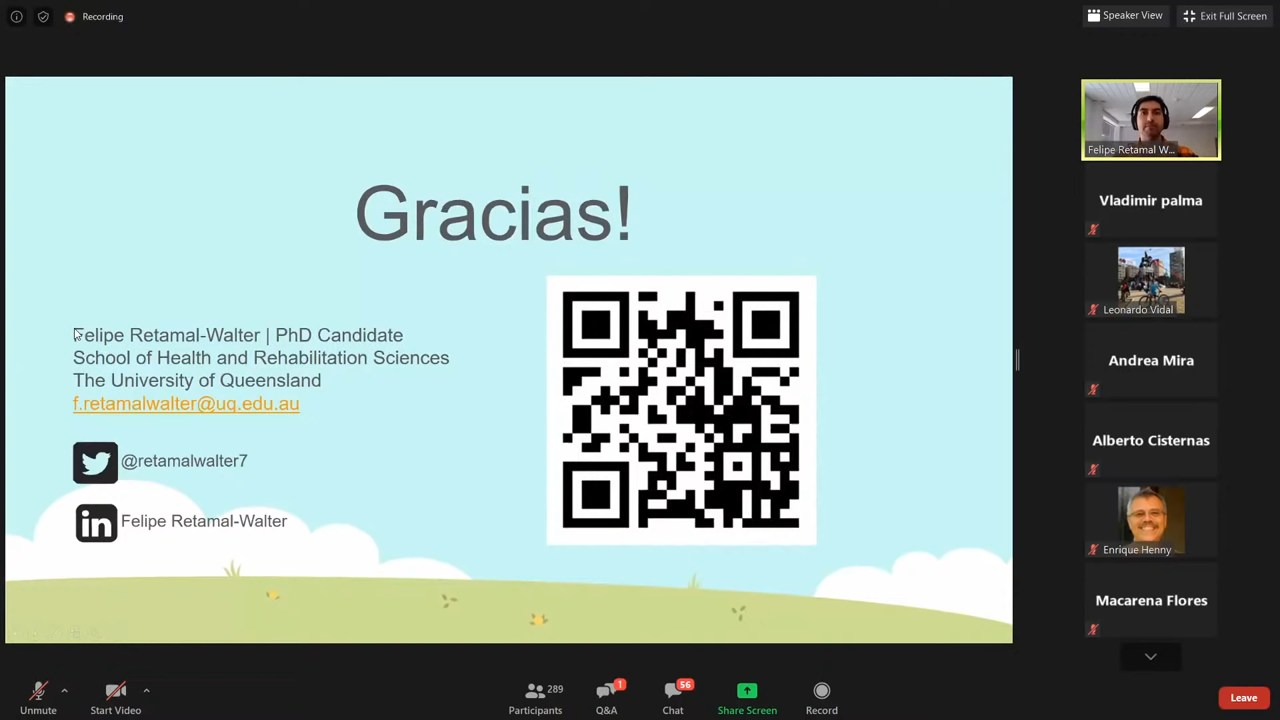 Recording
Speaker View
Exit Full Screen
Gracias!
Felipe Retamal-Walter | PhD Candidate
School of Health and Rehabilitation Sciences
The University of Queensland
f.retamalwalter@uq.edu.au
@retamalwalter7
in
Felipe Retamal-Walter
Felipe Retamal W...
Vladimir palma
Leonardo Vidal
Andrea Mira
Alberto Cisternas
Enrique Henny
Macarena Flores
Unmute
Start Video
289
Participants
1
Q&A
56
Chat
Share Screen
Record
Leave